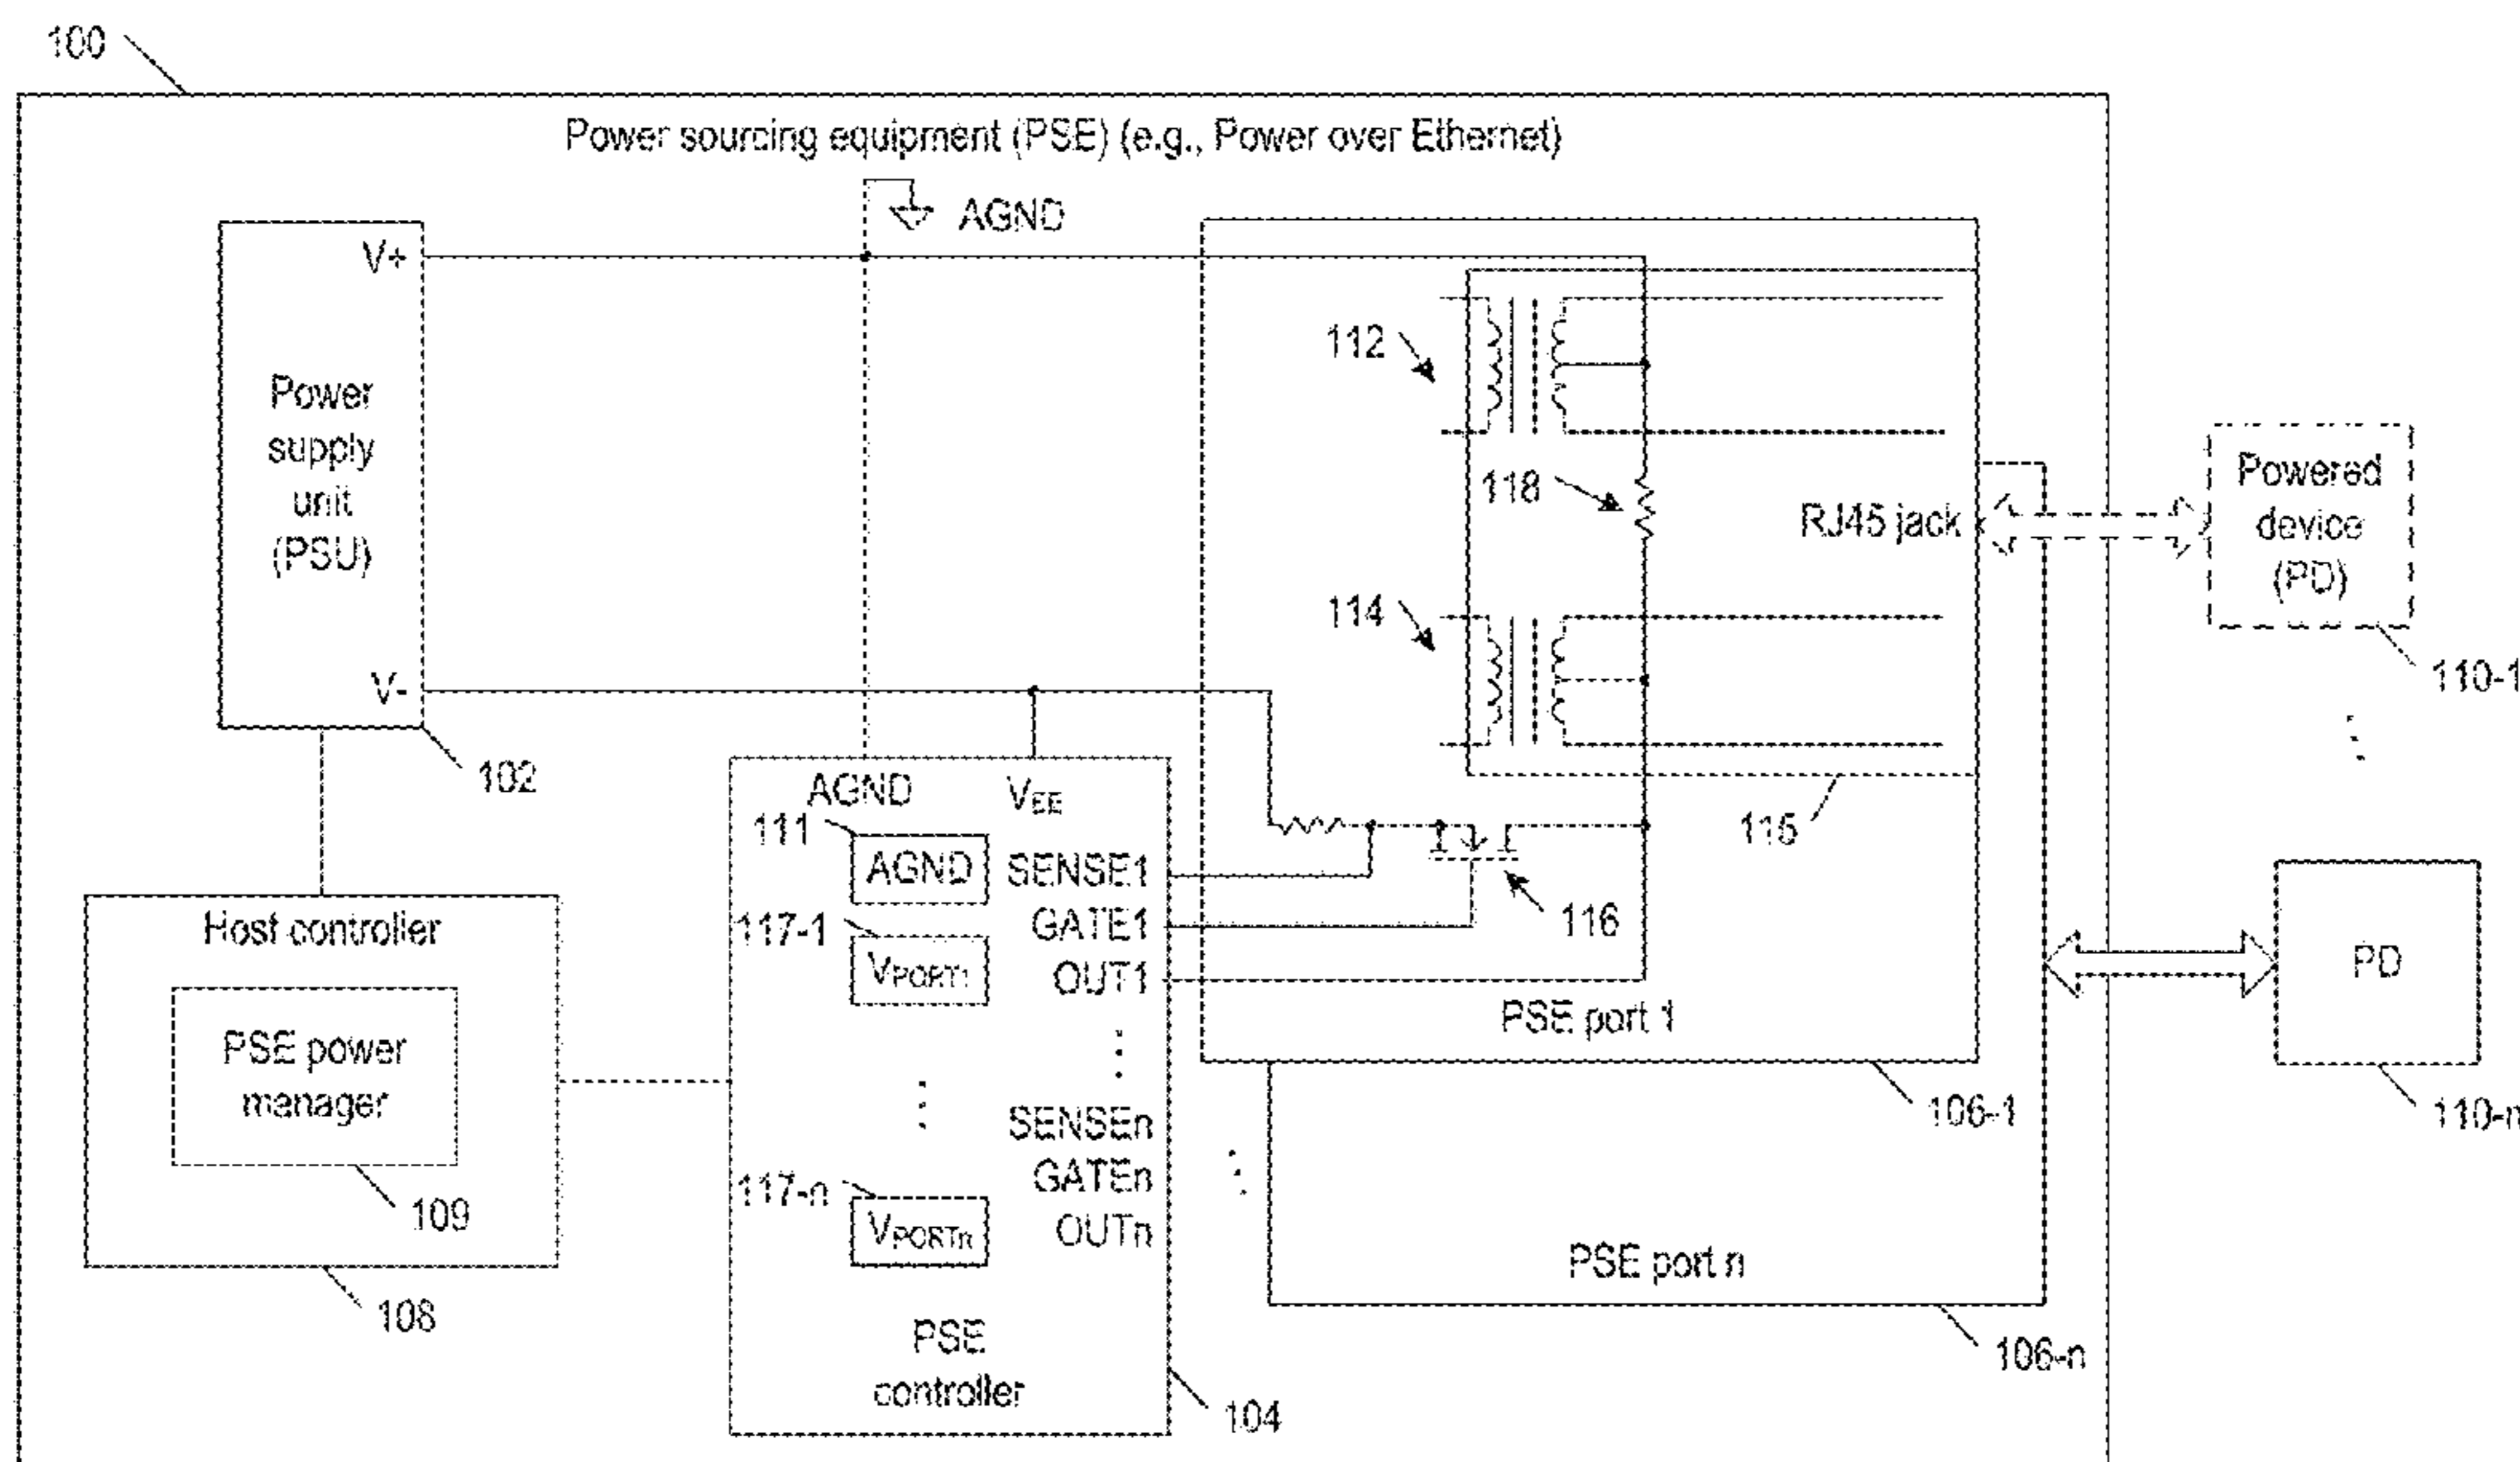 100
Power sourcing equipment (PSE) (e.g., Power over Ethernet)
AGND
V+
Power
supply
unit
(PSU)
V-
102
112
118
RJ45 jack
114
115
Powered
device
(PD)
110-1
AGND
VEE
111
AGND
SENSE1
117-1
GATE1
VPORT1
OUT1
116
PSE port 1
106-1
PD
110-n
Host controller
PSE power
manager
109
108
SENSEn
GATEn
117-n
VPORTn
OUTn
PSE
controller
104
PSE port n
106-n